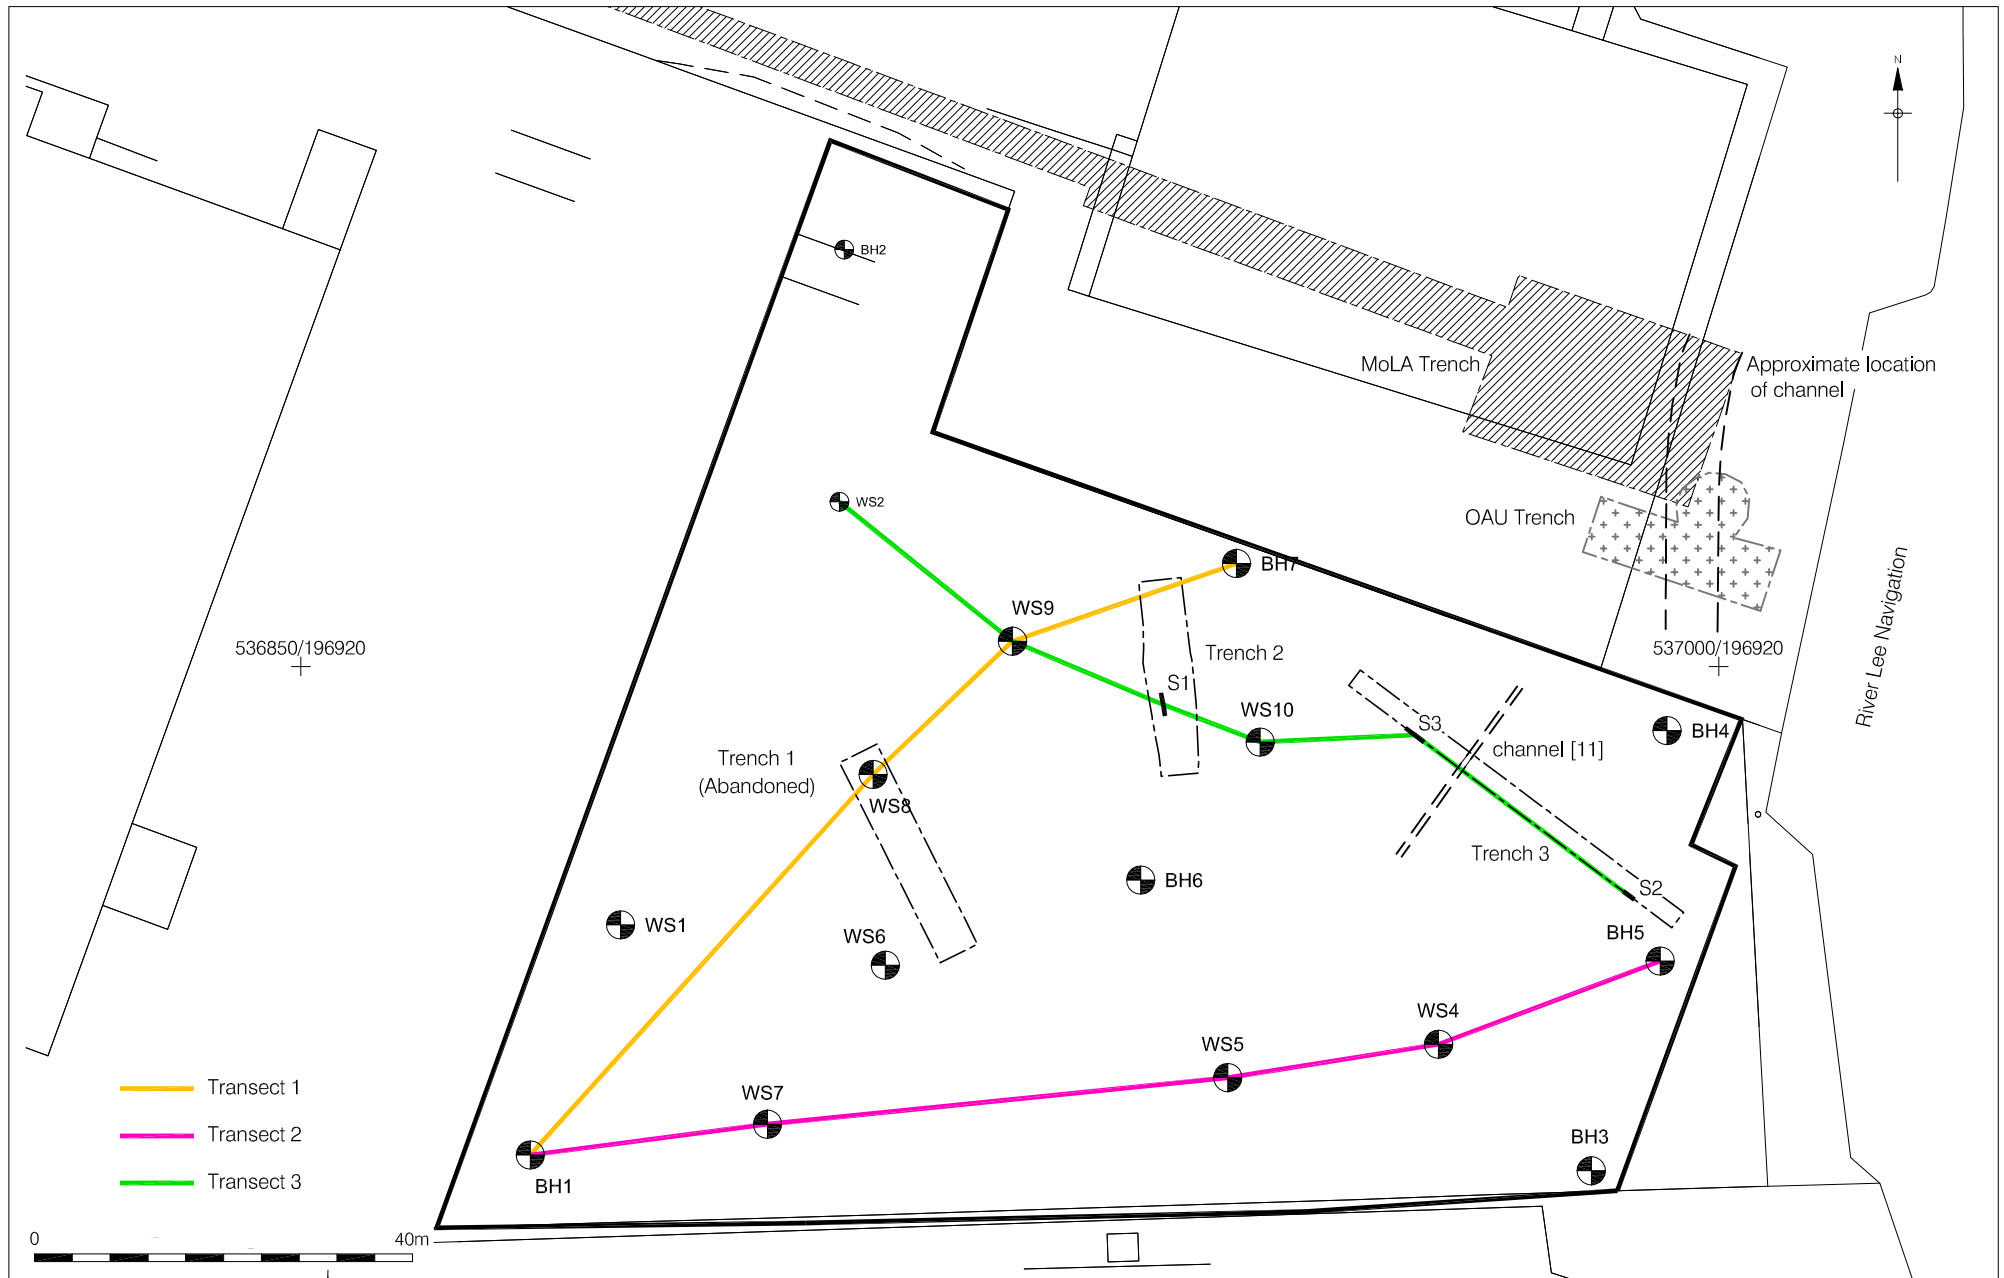 N
BH2
MoLA Trench
Approximate location
of channel
WS2
OAU Trench
BH7
WS9
River Lee Navigation
536850/196920
537000/196920
Trench 2
S1
WS10
S3
BH4
channel [11]
Trench 1
(Abandoned)
WS8
Trench 3
BH6
S2
WS1
WS6
BH5
WS4
WS5
Transect 1
WS7
Transect 2
BH3
Transect 3
BH1
0
40m